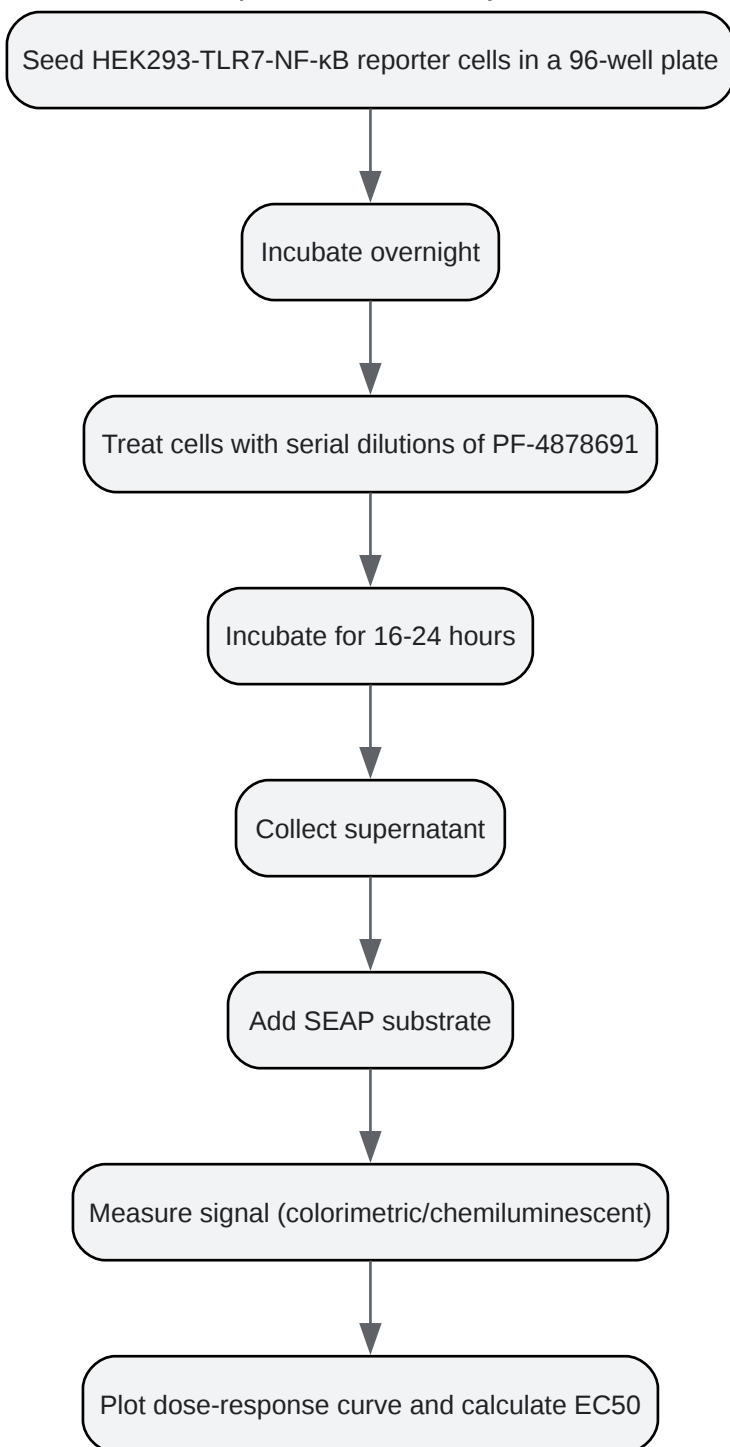 Seed HEK293-TLR7-NF-κB reporter cells in a 96-well plate
Incubate overnight
Treat cells with serial dilutions of PF-4878691
Incubate for 16-24 hours
Collect supernatant
Add SEAP substrate
Measure signal (colorimetric/chemiluminescent)
Plot dose-response curve and calculate EC50